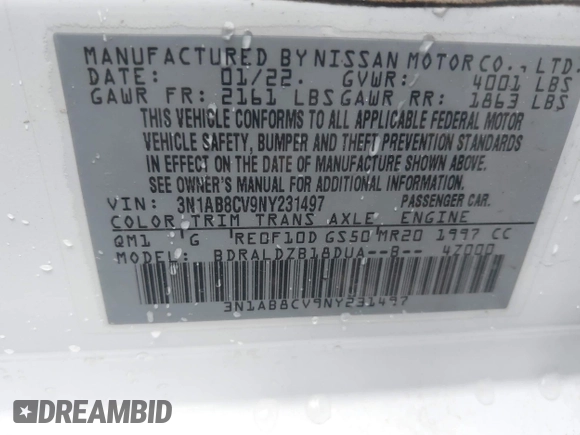 MANUFACTURED BY NISSAN MOTOR CO., LTD.
DATE: 01/22. GVWR: 4001 LBS
GAWR FR: 2161 LBS GAWR RR: 1863 LBS
THIS VEHICLE CONFORMS TO ALL APPLICABLE FEDERAL MOTOR
VEHICLE SAFETY, BUMPER AND THEFT PREVENTION STANDARDS
IN EFFECT ON THE DATE OF MANUFACTURE SHOWN ABOVE.
SEE OWNER'S MANUAL FOR ADDITIONAL INFORMATION.
VIN: 3N1AB8CV9NY231497 PASSENGER CAR.
COLOR TRIM TRANS AXLE ENGINE
QM1 G RE0F10D GS50 MR20 1997 CC
MODEL: BDRALDZB18DUA--B-- 4Z000
3N1AB8CV9NY231497
DREAMBID